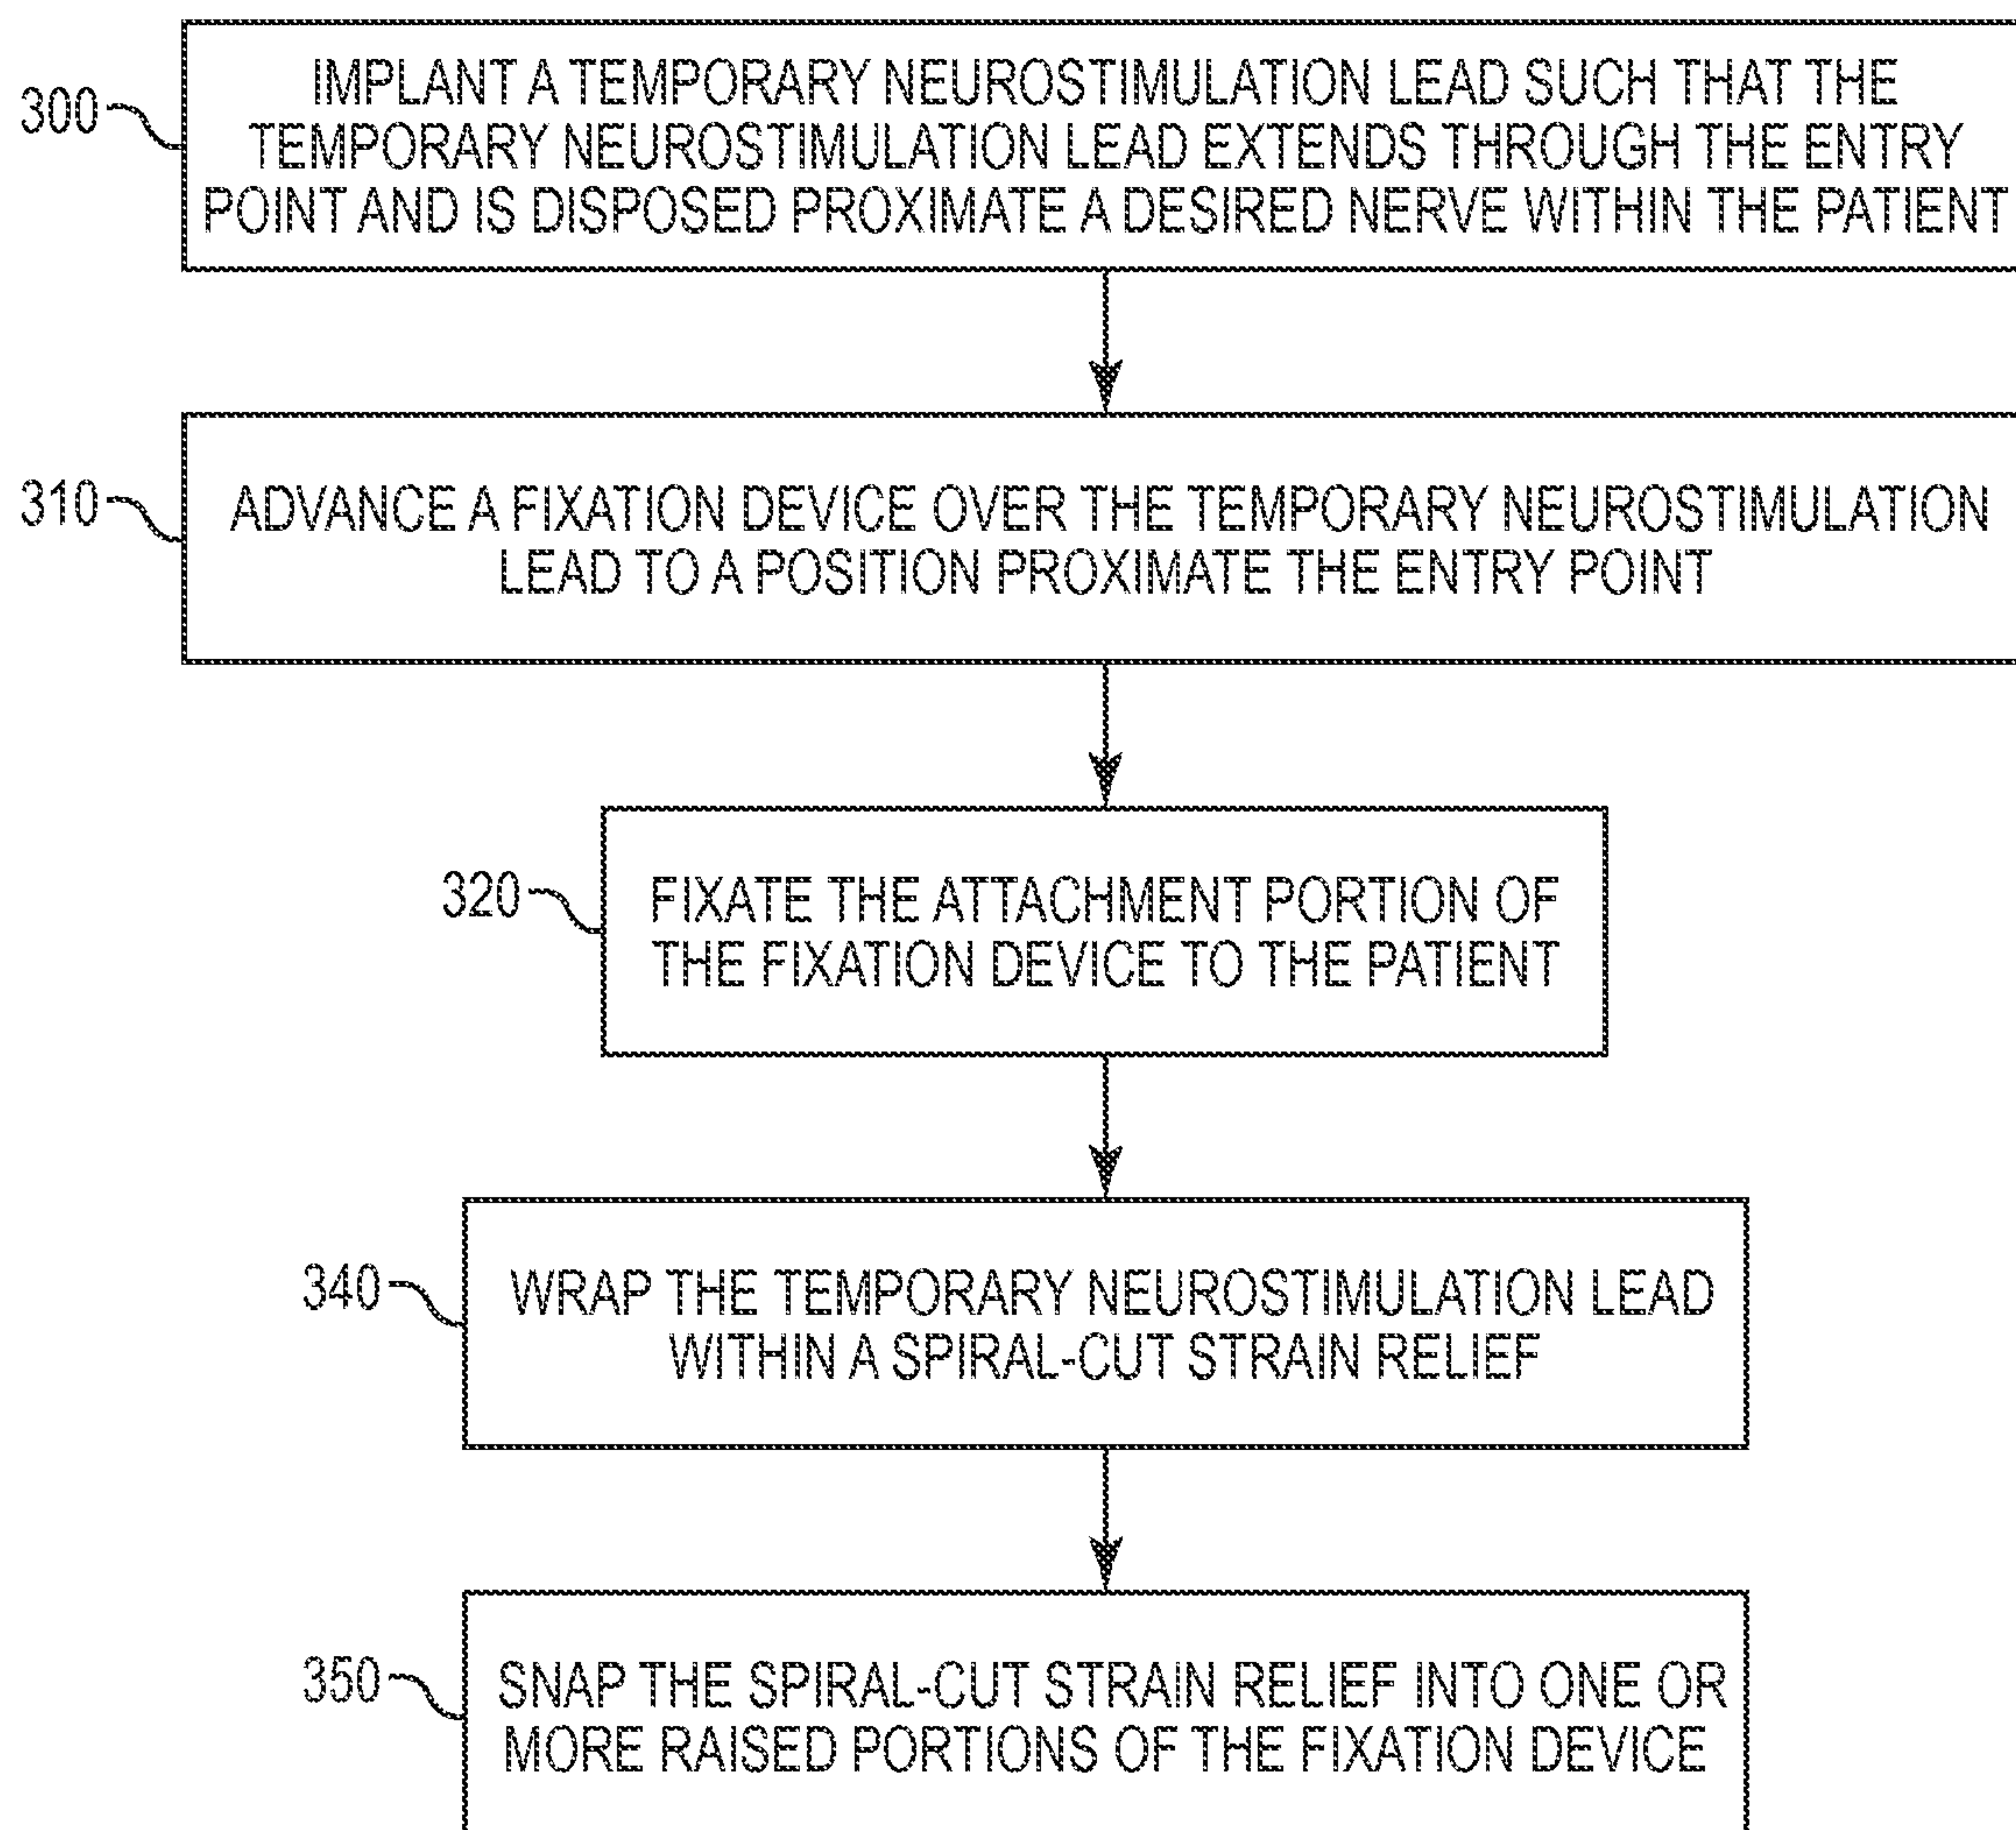 300
IMPLANT A TEMPORARY NEUROSTIMULATION LEAD SUCH THAT THE
TEMPORARY NEUROSTIMULATION LEAD EXTENDS THROUGH THE ENTRY
POINT AND IS DISPOSED PROXIMATE A DESIRED NERVE WITHIN THE PATIENT
310
ADVANCE A FIXATION DEVICE OVER THE TEMPORARY NEUROSTIMULATION
LEAD TO A POSITION PROXIMATE THE ENTRY POINT
320
FIXATE THE ATTACHMENT PORTION OF
THE FIXATION DEVICE TO THE PATIENT
340
WRAP THE TEMPORARY NEUROSTIMULATION LEAD
WITHIN A SPIRAL-CUT STRAIN RELIEF
350
SNAP THE SPIRAL-CUT STRAIN RELIEF INTO ONE OR
MORE RAISED PORTIONS OF THE FIXATION DEVICE